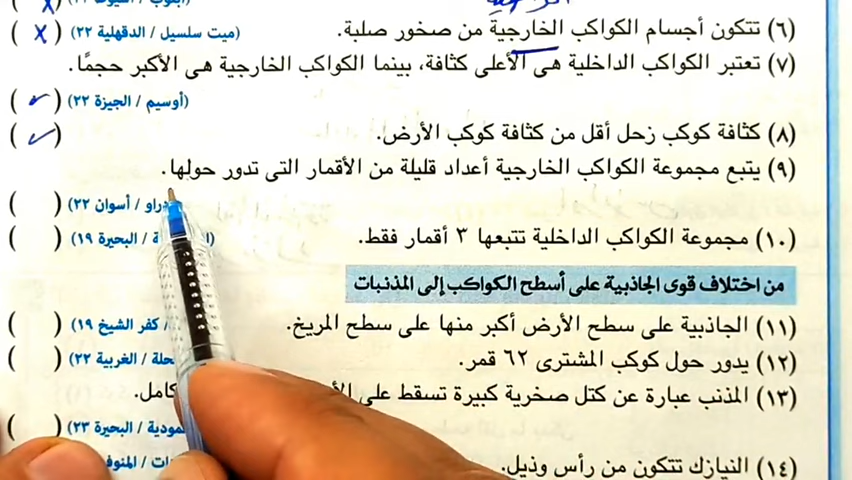 (٦) تتكون أجسام الكواكب الخارجية من صخور صلبة. (ميت سلسيل / الدقهلية ٢٢) (✗)
(٧) تعتبر الكواكب الداخلية هى الأعلى كثافة، بينما الكواكب الخارجية هى الأكبر حجمًا.
(أوسيم / الجيزة ٢٢) (✓)
(٨) كثافة كوكب زحل أقل من كثافة كوكب الأرض. (✓)
(٩) يتبع مجموعة الكواكب الخارجية أعداد قليلة من الأقمار التى تدور حولها.
دراو / أسوان ٢٢) ( )
(١٠) مجموعة الكواكب الداخلية تتبعها ٣ أقمار فقط. / البحيرة ١٩) ( )
من اختلاف قوى الجاذبية على أسطح الكواكب إلى المذنبات
(١١) الجاذبية على سطح الأرض أكبر منها على سطح المريخ. / كفر الشيخ ١٩) ( )
(١٢) يدور حول كوكب المشترى ٦٢ قمر. / الغربية ٢٢) ( )
(١٣) المذنب عبارة عن كتل صخرية كبيرة تسقط على
/ البحيرة ٢٣) ( )
(١٤) النيازك تتكون من رأس وذيل.